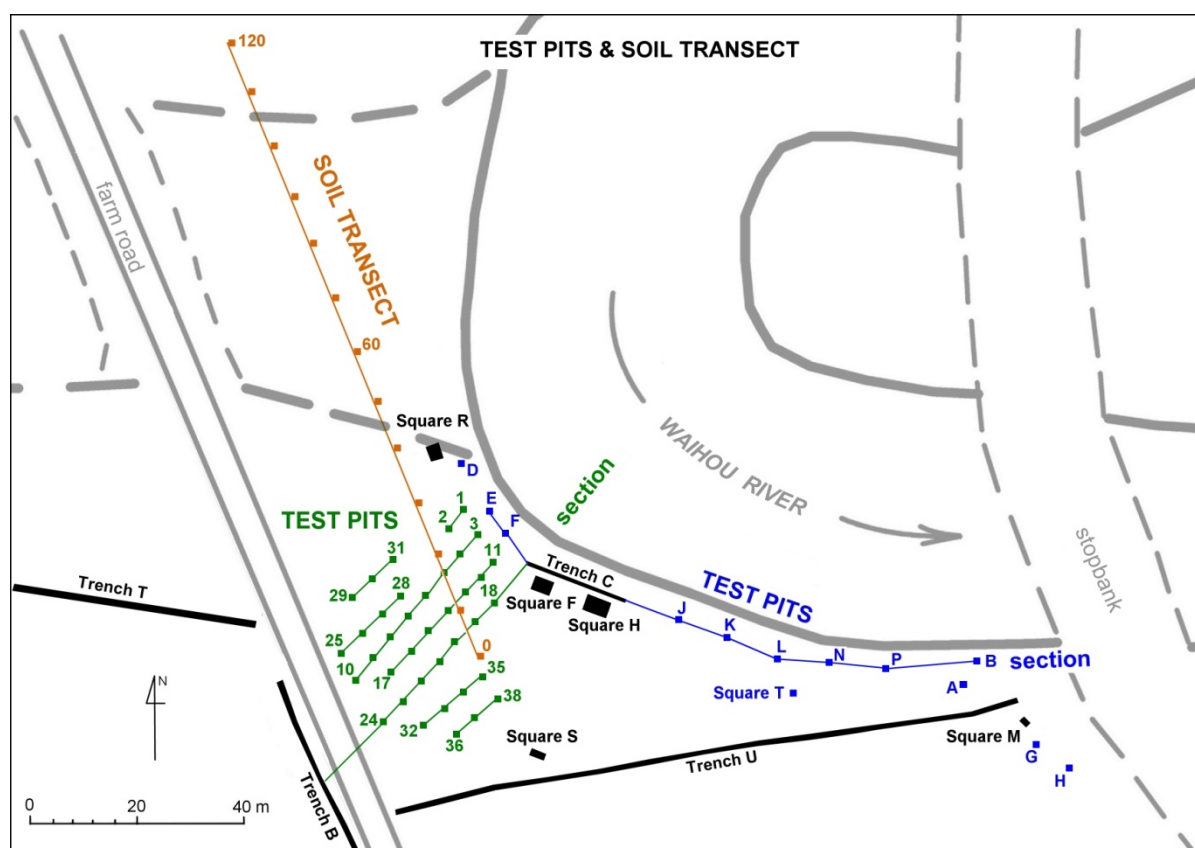 120
TEST PITS & SOIL TRANSECT
SOIL TRANSECT
farm road
60
Square R
D
WAIHOU RIVER
section
1
E
2
TEST PITS
3
F
31
11
Trench C
stopbank
29
28
18
Square F
TEST PITS
Trench T
Square H
J
K
25
0
L
N
P
B
section
10
17
35
Square T
A
N
24
32
38
36
Square S
Square M
G
Trench U
H
Trench B
0 20 40 m